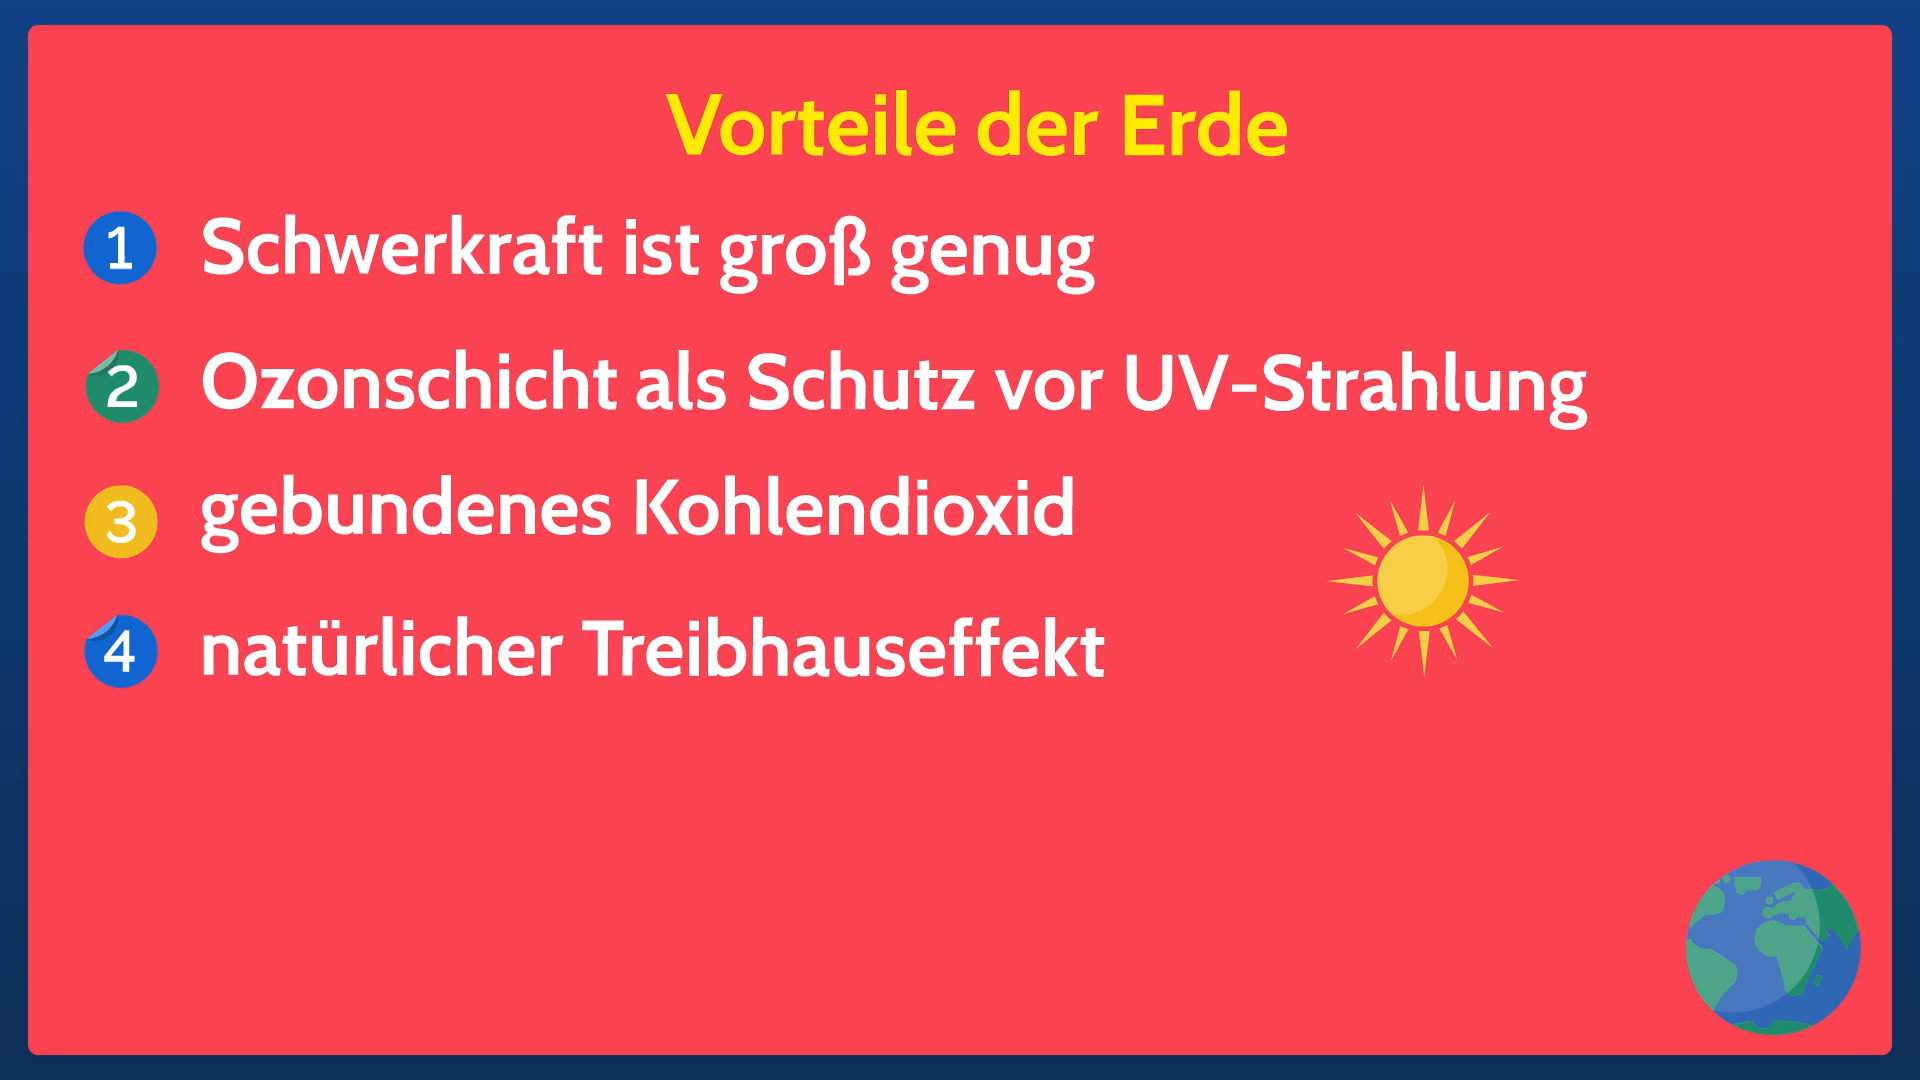 Vorteile der Erde
1 Schwerkraft ist groß genug
2 Ozonschicht als Schutz vor UV-Strahlung
3 gebundenes Kohlendioxid
4 natürlicher Treibhauseffekt